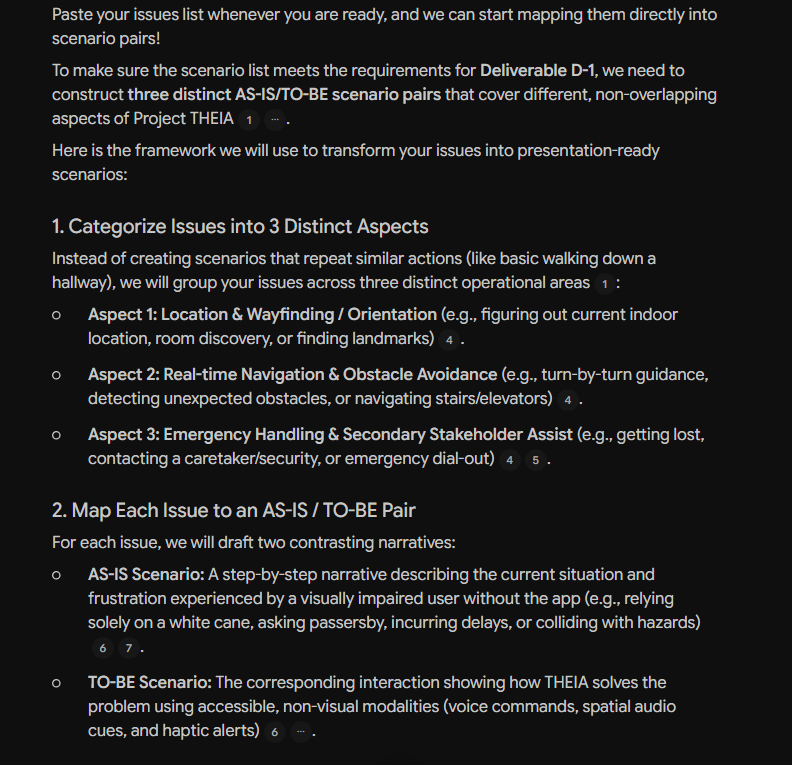 Paste your issues list whenever you are ready, and we can start mapping them directly into
scenario pairs!
To make sure the scenario list meets the requirements for Deliverable D-1, we need to
construct three distinct AS-IS/TO-BE scenario pairs that cover different, non-overlapping
aspects of Project THEIA 1 ··· .
Here is the framework we will use to transform your issues into presentation-ready
scenarios:
1. Categorize Issues into 3 Distinct Aspects
Instead of creating scenarios that repeat similar actions (like basic walking down a
hallway), we will group your issues across three distinct operational areas 1 :
○ Aspect 1: Location & Wayfinding / Orientation (e.g., figuring out current indoor
location, room discovery, or finding landmarks) 4 .
○ Aspect 2: Real-time Navigation & Obstacle Avoidance (e.g., turn-by-turn guidance,
detecting unexpected obstacles, or navigating stairs/elevators) 4 .
○ Aspect 3: Emergency Handling & Secondary Stakeholder Assist (e.g., getting lost,
contacting a caretaker/security, or emergency dial-out) 4 5 .
2. Map Each Issue to an AS-IS / TO-BE Pair
For each issue, we will draft two contrasting narratives:
○ AS-IS Scenario: A step-by-step narrative describing the current situation and
frustration experienced by a visually impaired user without the app (e.g., relying
solely on a white cane, asking passersby, incurring delays, or colliding with hazards)
6 7 .
○ TO-BE Scenario: The corresponding interaction showing how THEIA solves the
problem using accessible, non-visual modalities (voice commands, spatial audio
cues, and haptic alerts) 6 ··· .